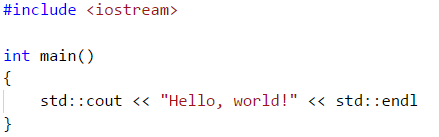 #include <iostream>

int main()
{
    std::cout << "Hello, world!" << std::endl
}